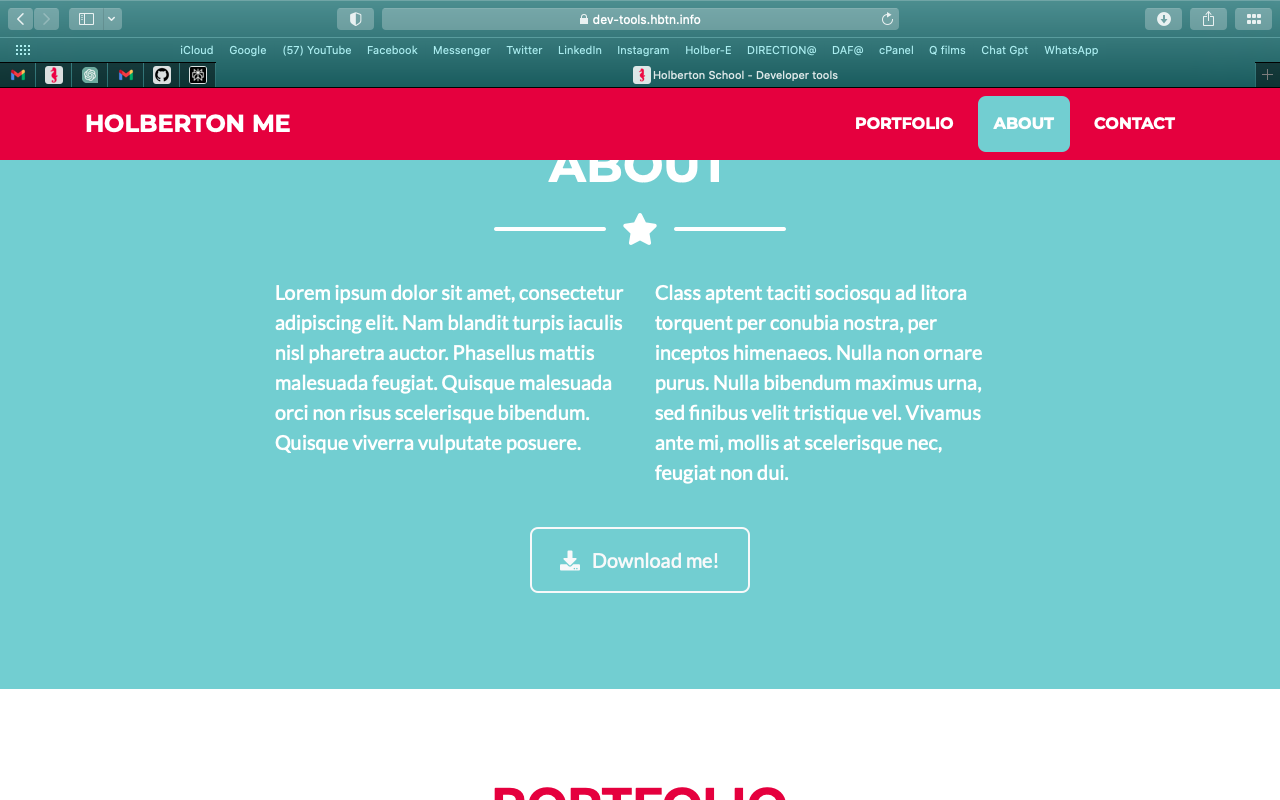 dev-tools.hbtn.info
iCloud Google (57) YouTube Facebook Messenger Twitter LinkedIn Instagram Holber-E DIRECTION@ DAF@ cPanel Q films Chat Gpt WhatsApp
Holberton School - Developer tools
HOLBERTON ME PORTFOLIO ABOUT CONTACT
ABOUT
Lorem ipsum dolor sit amet, consectetur
adipiscing elit. Nam blandit turpis iaculis
nisl pharetra auctor. Phasellus mattis
malesuada feugiat. Quisque malesuada
orci non risus scelerisque bibendum.
Quisque viverra vulputate posuere.
Class aptent taciti sociosqu ad litora
torquent per conubia nostra, per
inceptos himenaeos. Nulla non ornare
purus. Nulla bibendum maximus urna,
sed finibus velit tristique vel. Vivamus
ante mi, mollis at scelerisque nec,
feugiat non dui.
Download me!
PORTFOLIO